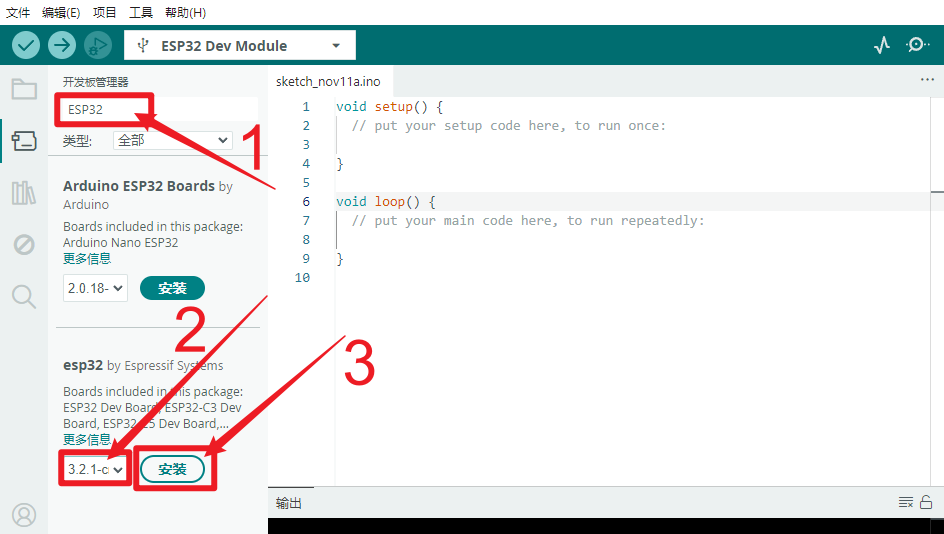 文件 编辑(E) 项目 工具 帮助(H)
ESP32 Dev Module
开发板管理器
ESP32
类型: 全部
1
Arduino ESP32 Boards by
Arduino
Boards included in this package:
Arduino Nano ESP32
更多信息
2.0.18- 安装
2
esp32 by Espressif Systems
Boards included in this package:
ESP32 Dev Board, ESP32-C3 Dev
Board, ESP32-C5 Dev Board,...
更多信息
3.2.1-cn 安装
3
sketch_nov11a.ino
1 void setup() {
2 // put your setup code here, to run once:
3
4 }
5
6 void loop() {
7 // put your main code here, to run repeatedly:
8
9 }
10
输出